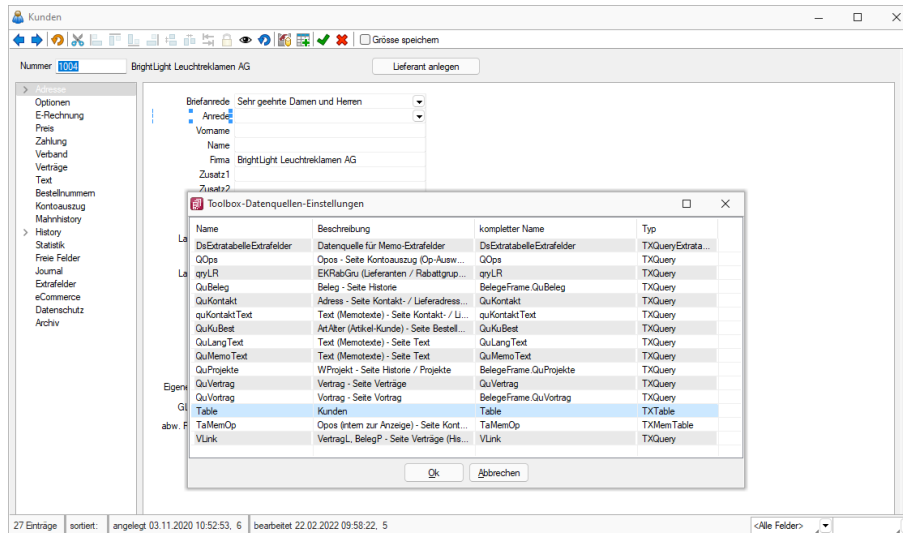 Kunden
Grösse speichern
Nummer 1004 BrightLight Leuchtreklamen AG Lieferant anlegen
Adresse
Optionen
E-Rechnung
Preis
Zahlung
Verband
Verträge
Text
Bestellnummern
Kontoauszug
Mahnhistory
History
Statistik
Freie Felder
Journal
Extrafelder
eCommerce
Datenschutz
Archiv
Briefanrede Sehr geehrte Damen und Herren
Anrede
Vorname
Name
Firma BrightLight Leuchtreklamen AG
Zusatz1
Zusatz2
La
La
Eigen
abw. F
Toolbox-Datenquellen-Einstellungen
Name Beschreibung kompletter Name Typ
DsExtratabelleExtrafelder Datenquelle für Memo-Extrafelder DsExtratabelleExtrafelder TXQueryExtrata...
QOps Opos - Seite Kontoauszug (Op-Ausw... QOps TXQuery
qryLR EKRabGru (Lieferanten / Rabattgrup... qryLR TXQuery
QuBeleg Beleg - Seite Historie BelegeFrame.QuBeleg TXQuery
QuKontakt Adress - Seite Kontakt- / Lieferadress... QuKontakt TXQuery
quKontaktText Text (Memotexte) - Seite Kontakt- / Li... quKontaktText TXQuery
QuKuBest ArtAlter (Artikel-Kunde) - Seite Bestell... QuKuBest TXQuery
QuLangText Text (Memotexte) - Seite Text QuLangText TXQuery
QuMemoText Text (Memotexte) - Seite Text QuMemoText TXQuery
QuProjekte WProjekt - Seite Historie / Projekte BelegeFrame.QuProjekte TXQuery
QuVertrag Vertrag - Seite Verträge QuVertrag TXQuery
QuVortrag Vortrag - Seite Vortrag BelegeFrame.QuVortrag TXQuery
Table Kunden Table TXTable
TaMemOp Opos (intern zur Anzeige) - Seite Kont... TaMemOp TXMemTable
VLink VertragL, BelegP - Seite Verträge (His... VLink TXQuery
Ok Abbrechen
27 Einträge sortiert: angelegt 03.11.2020 10:52:53, 6 bearbeitet 22.02.2022 09:58:22, 5 <Alle Felder>